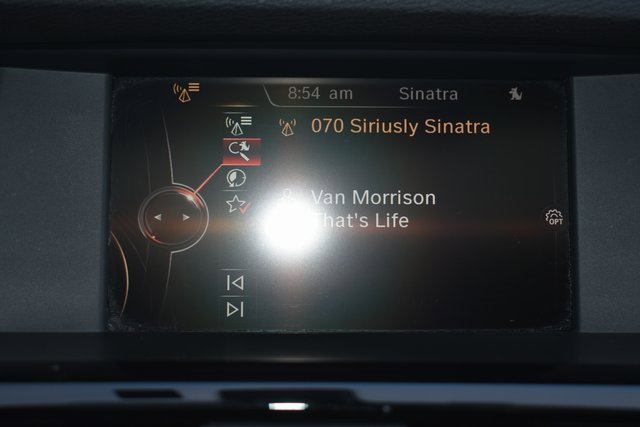 8:54 am Sinatra
070 Siriusly Sinatra
Van Morrison
That's Life
OPT